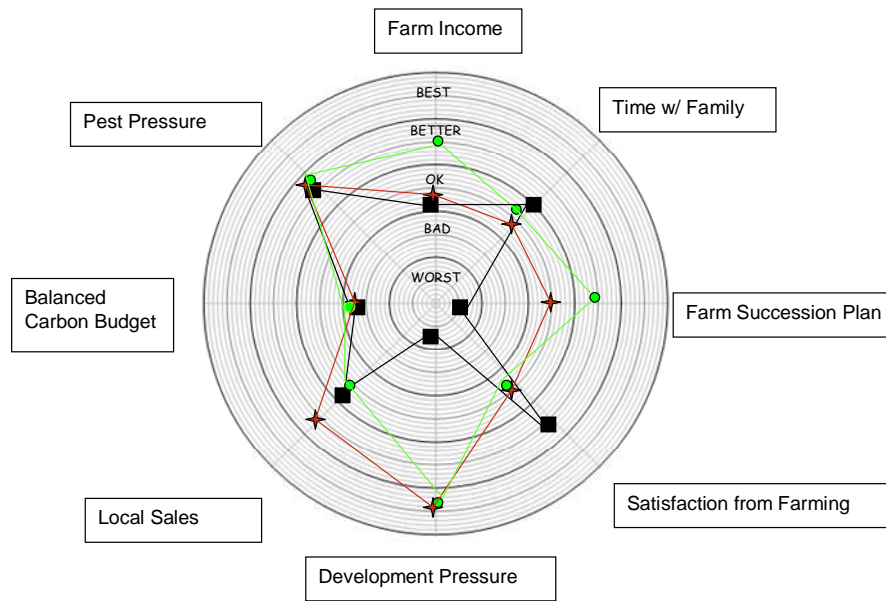 Farm Income
BEST
Time w/ Family
Pest Pressure
BETTER
OK
BAD
WORST
Balanced
Carbon Budget
Farm Succession Plan
Satisfaction from Farming
Local Sales
Development Pressure